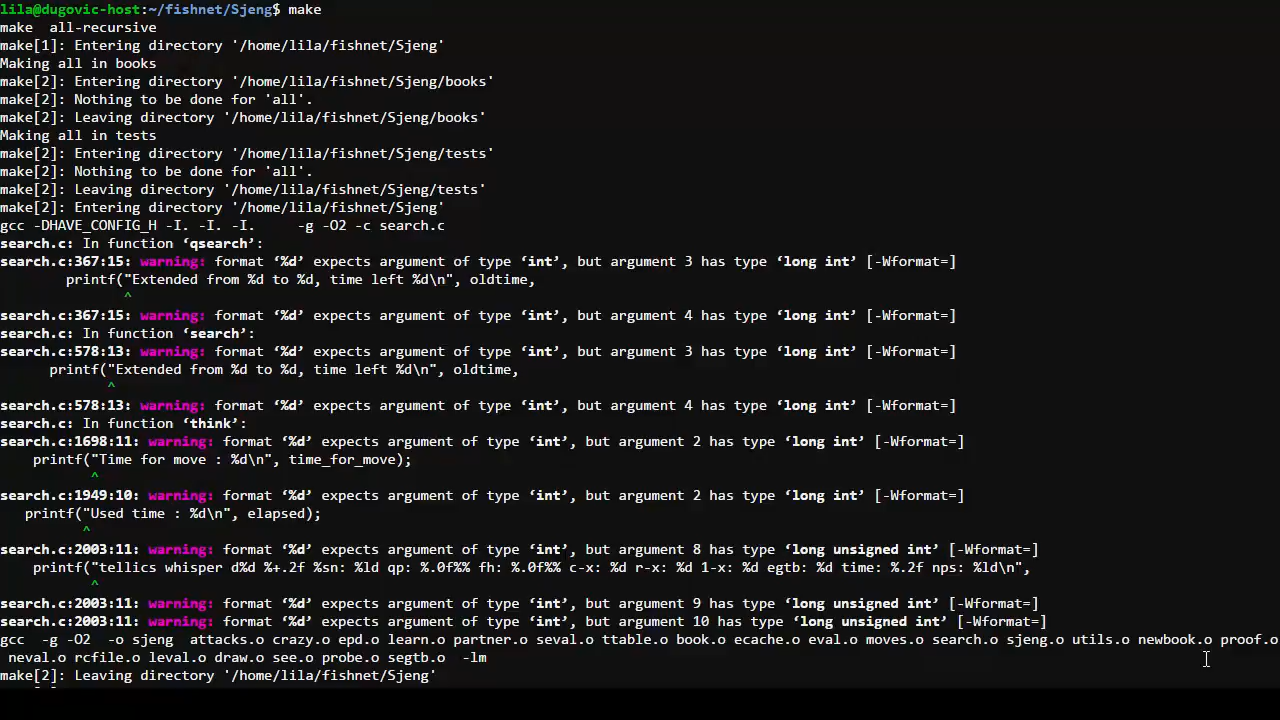 lila@dugovic-host:~/fishnet/Sjeng$ make
make  all-recursive
make[1]: Entering directory '/home/lila/fishnet/Sjeng'
Making all in books
make[2]: Entering directory '/home/lila/fishnet/Sjeng/books'
make[2]: Nothing to be done for 'all'.
make[2]: Leaving directory '/home/lila/fishnet/Sjeng/books'
Making all in tests
make[2]: Entering directory '/home/lila/fishnet/Sjeng/tests'
make[2]: Nothing to be done for 'all'.
make[2]: Leaving directory '/home/lila/fishnet/Sjeng/tests'
make[2]: Entering directory '/home/lila/fishnet/Sjeng'
gcc -DHAVE_CONFIG_H -I. -I. -I.     -g -O2 -c search.c
search.c: In function ‘qsearch’:
search.c:367:15: warning: format ‘%d’ expects argument of type ‘int’, but argument 3 has type ‘long int’ [-Wformat=]
        printf("Extended from %d to %d, time left %d\n", oldtime,
               ^
search.c:367:15: warning: format ‘%d’ expects argument of type ‘int’, but argument 4 has type ‘long int’ [-Wformat=]
search.c: In function ‘search’:
search.c:578:13: warning: format ‘%d’ expects argument of type ‘int’, but argument 3 has type ‘long int’ [-Wformat=]
      printf("Extended from %d to %d, time left %d\n", oldtime,
             ^
search.c:578:13: warning: format ‘%d’ expects argument of type ‘int’, but argument 4 has type ‘long int’ [-Wformat=]
search.c: In function ‘think’:
search.c:1698:11: warning: format ‘%d’ expects argument of type ‘int’, but argument 2 has type ‘long int’ [-Wformat=]
    printf("Time for move : %d\n", time_for_move);
           ^
search.c:1949:10: warning: format ‘%d’ expects argument of type ‘int’, but argument 2 has type ‘long int’ [-Wformat=]
   printf("Used time : %d\n", elapsed);
          ^
search.c:2003:11: warning: format ‘%d’ expects argument of type ‘int’, but argument 8 has type ‘long unsigned int’ [-Wformat=]
    printf("tellics whisper d%d %+.2f %sn: %ld qp: %.0f%% fh: %.0f%% c-x: %d r-x: %d 1-x: %d egtb: %d time: %.2f nps: %ld\n",
           ^
search.c:2003:11: warning: format ‘%d’ expects argument of type ‘int’, but argument 9 has type ‘long unsigned int’ [-Wformat=]
search.c:2003:11: warning: format ‘%d’ expects argument of type ‘int’, but argument 10 has type ‘long unsigned int’ [-Wformat=]
gcc  -g -O2  -o sjeng  attacks.o crazy.o epd.o learn.o partner.o seval.o ttable.o book.o ecache.o eval.o moves.o search.o sjeng.o utils.o newbook.o proof.o
 neval.o rcfile.o leval.o draw.o see.o probe.o segtb.o  -lm
make[2]: Leaving directory '/home/lila/fishnet/Sjeng'